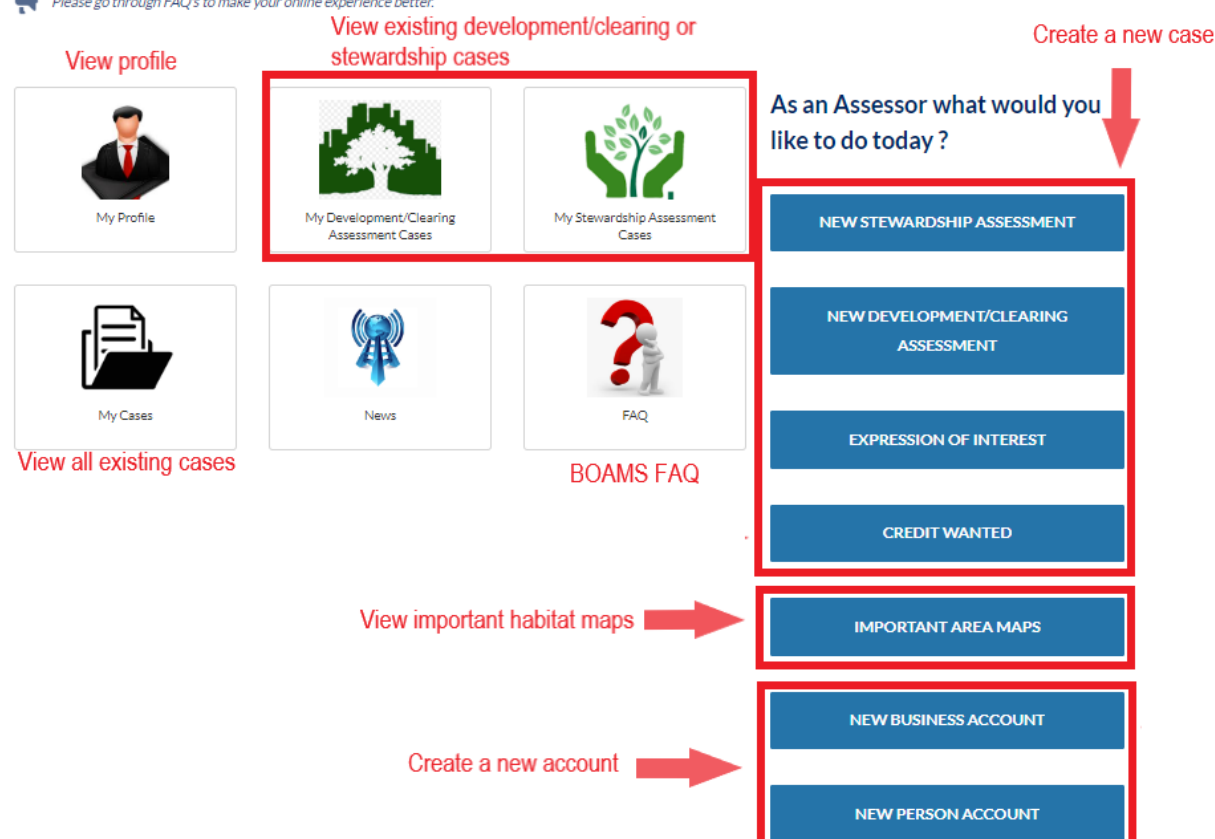 Please go through FAQ's to make your online experience better.
View existing development/clearing or
stewardship cases
Create a new case
View profile
My Profile
My Development/Clearing
Assessment Cases
My Stewardship Assessment
Cases
As an Assessor what would you
like to do today ?
NEW STEWARDSHIP ASSESSMENT
NEW DEVELOPMENT/CLEARING
ASSESSMENT
My Cases
News
FAQ
EXPRESSION OF INTEREST
View all existing cases
BOAMS FAQ
CREDIT WANTED
View important habitat maps
IMPORTANT AREA MAPS
NEW BUSINESS ACCOUNT
Create a new account
NEW PERSON ACCOUNT